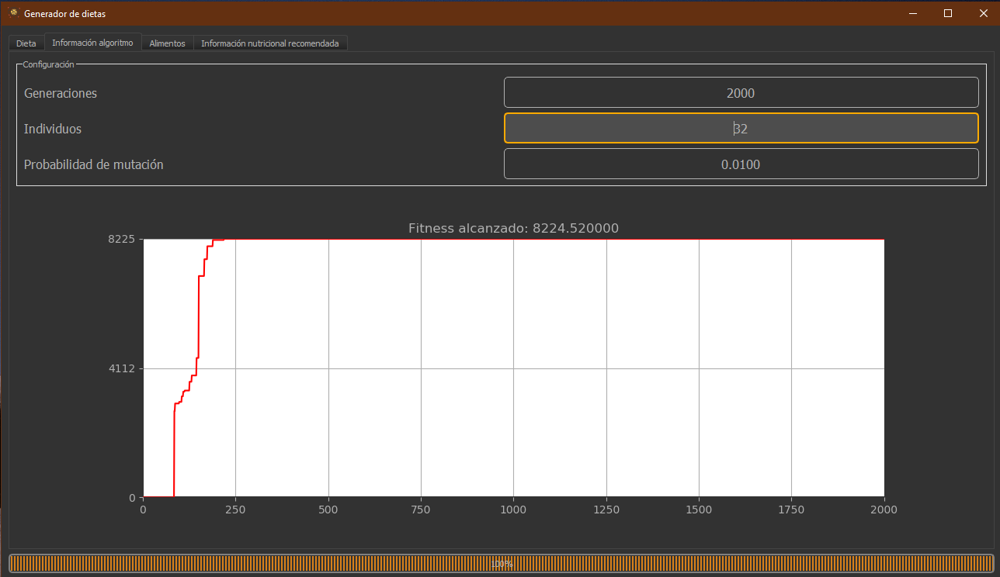 Generador de dietas
Dieta Información algoritmo Alimentos Información nutricional recomendada
Configuración
Generaciones 2000
Individuos 32
Probabilidad de mutación 0.0100
Fitness alcanzado: 8224.520000
8225
4112
0
0 250 500 750 1000 1250 1500 1750 2000
100%